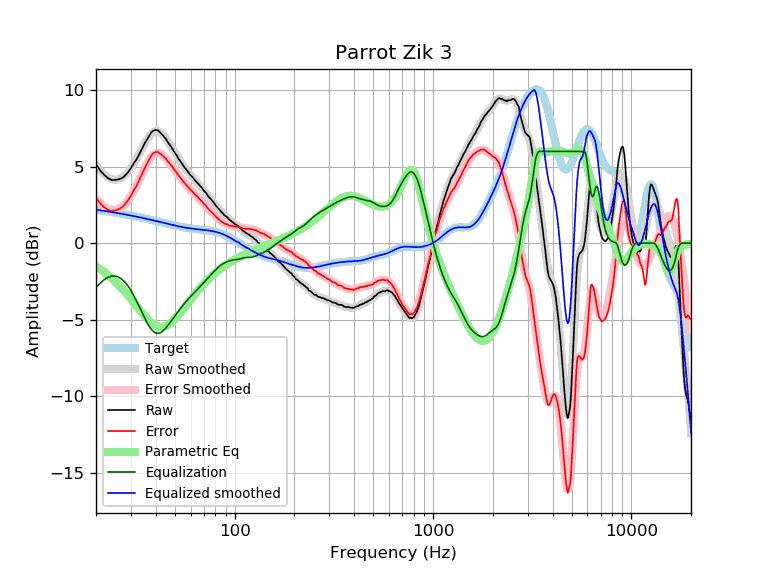 Parrot Zik 3
10
5
0
−5
−10
−15
Amplitude (dBr)
Target
Raw Smoothed
Error Smoothed
Raw
Error
Parametric Eq
Equalization
Equalized smoothed
100
1000
10000
Frequency (Hz)